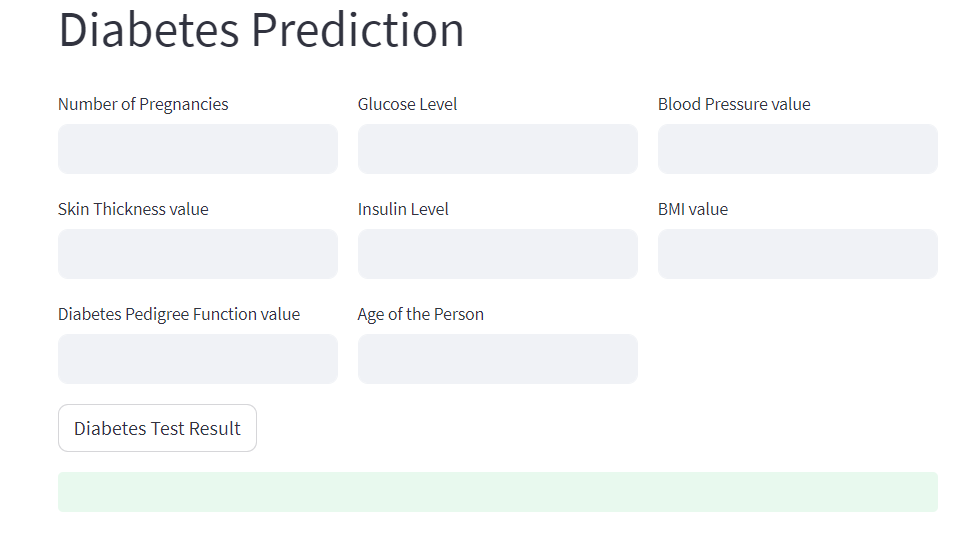 Diabetes Prediction
Number of Pregnancies
Glucose Level
Blood Pressure value
Skin Thickness value
Insulin Level
BMI value
Diabetes Pedigree Function value
Age of the Person
Diabetes Test Result